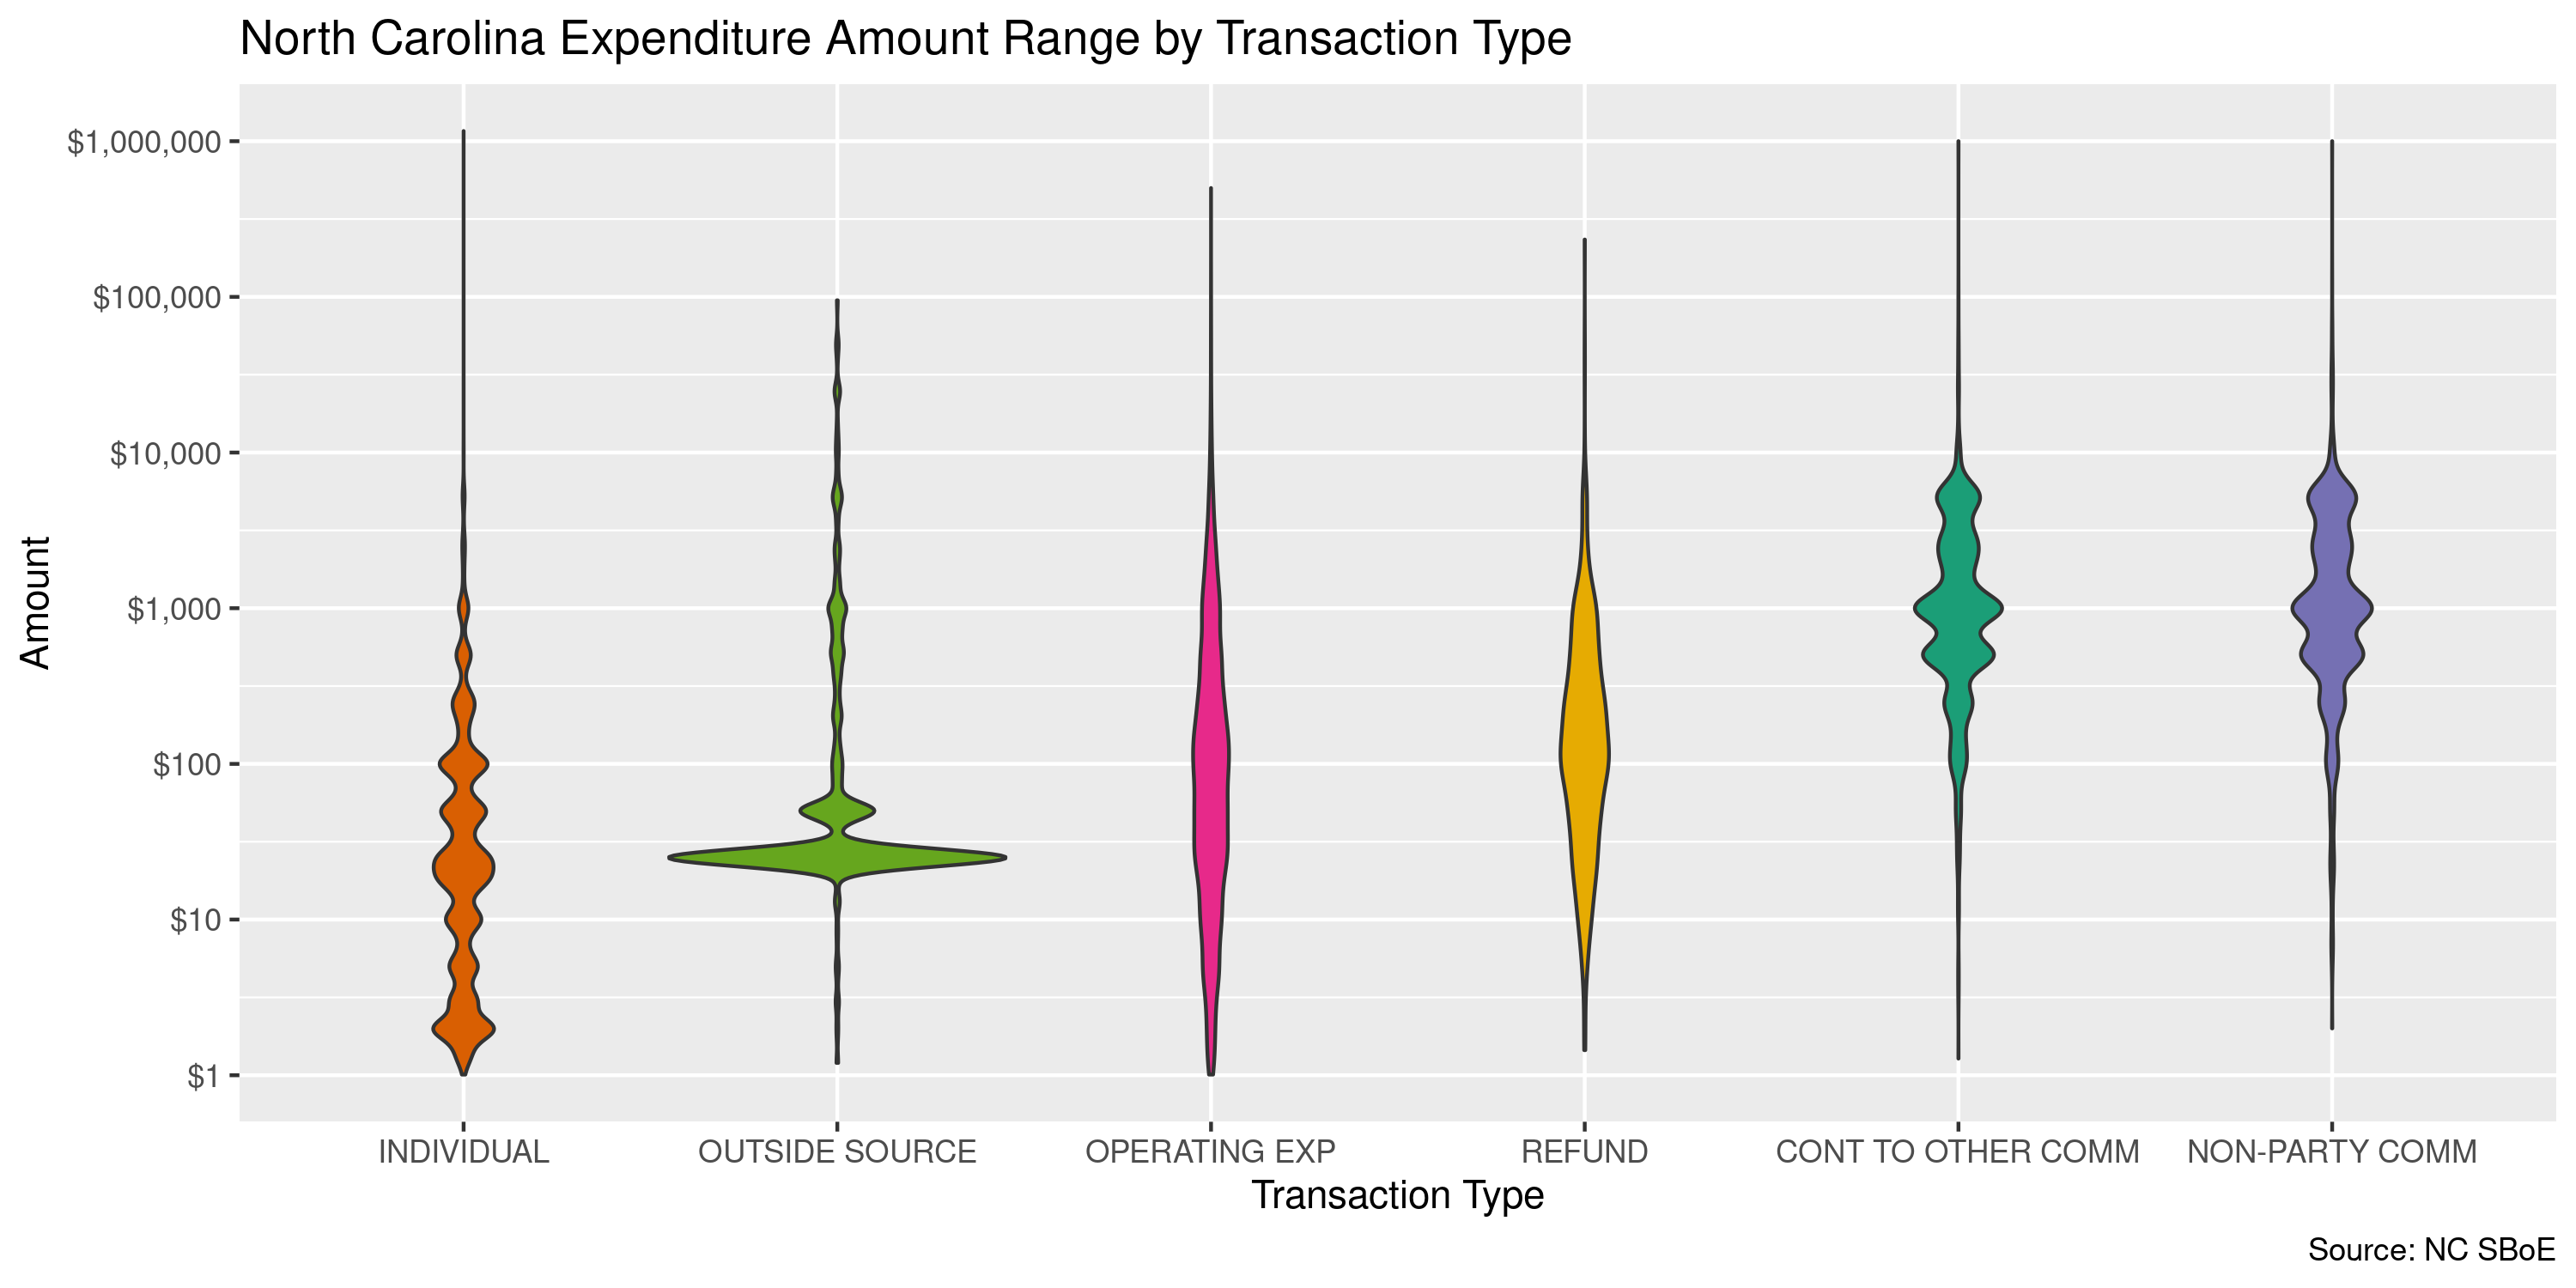 North Carolina Expenditure Amount Range by Transaction Type
Amount
$1,000,000
$100,000
$10,000
$1,000
$100
$10
$1
INDIVIDUAL
OUTSIDE SOURCE
OPERATING EXP
REFUND
CONT TO OTHER COMM
NON-PARTY COMM
Transaction Type
Source: NC SBoE